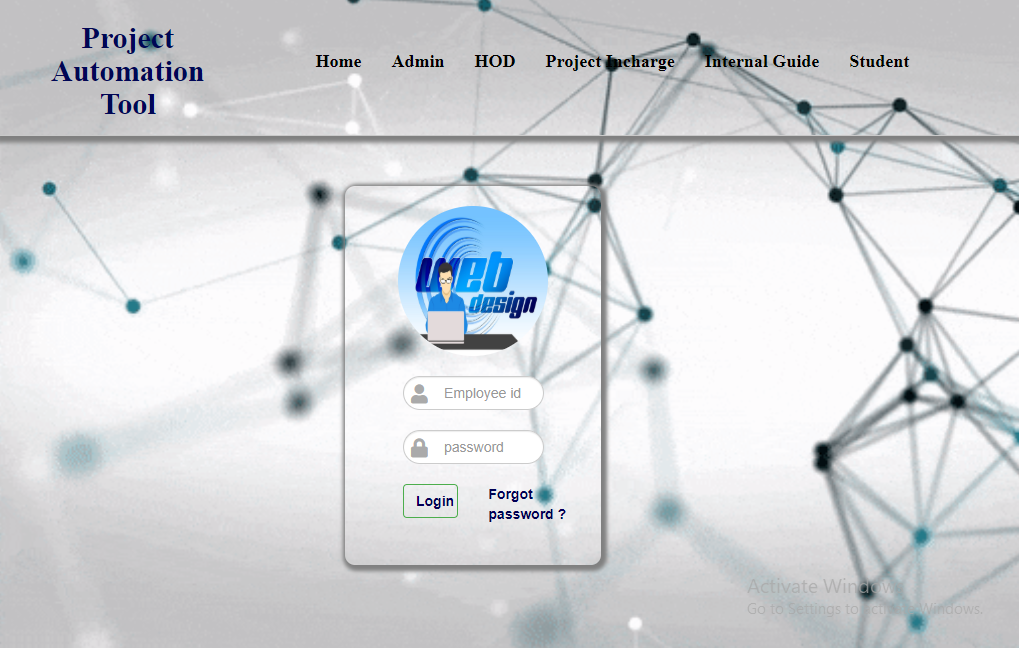 Project
Automation
Tool
Home Admin HOD Project Incharge Internal Guide Student
web
design
Employee id
password
Login
Forgot
password ?
Activate Windows
Go to Settings to activate Windows.